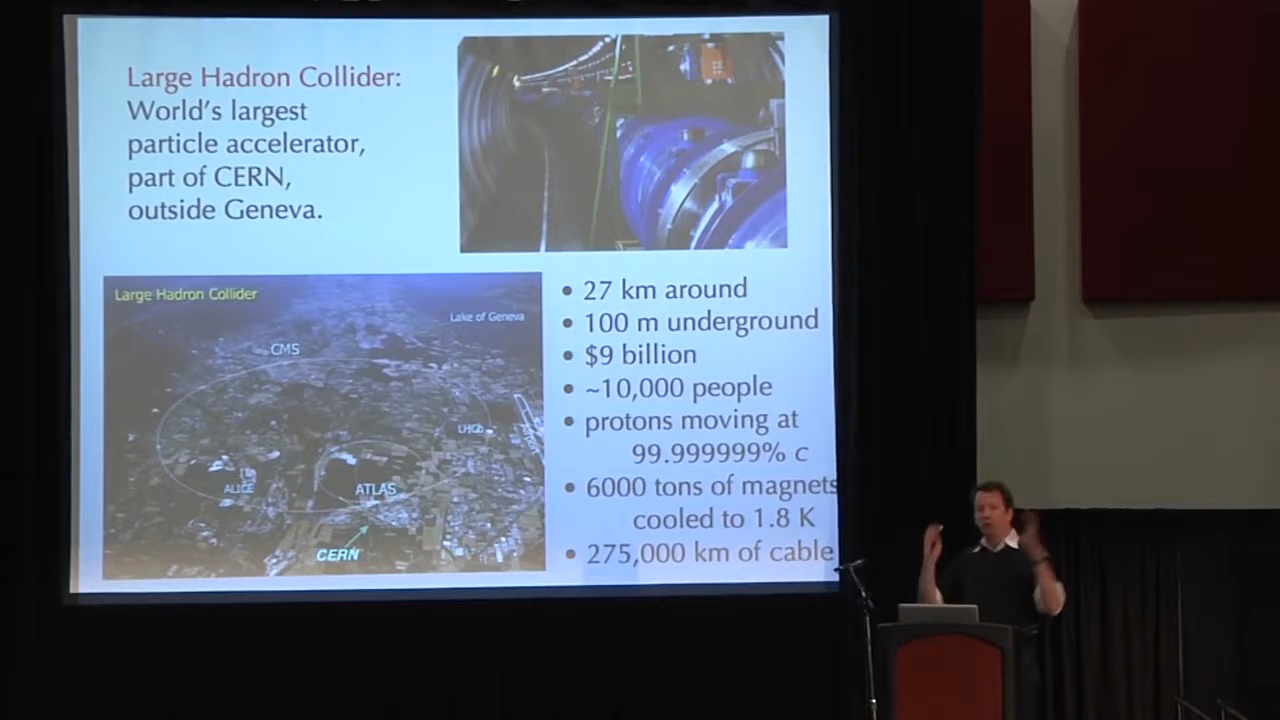 Large Hadron Collider:
World's largest
particle accelerator,
part of CERN,
outside Geneva.
Large Hadron Collider
Lake of Geneva
CMS
LHCb
ALICE
ATLAS
CERN
• 27 km around
• 100 m underground
• $9 billion
• ~10,000 people
• protons moving at
99.999999% c
• 6000 tons of magnets
cooled to 1.8 K
• 275,000 km of cable